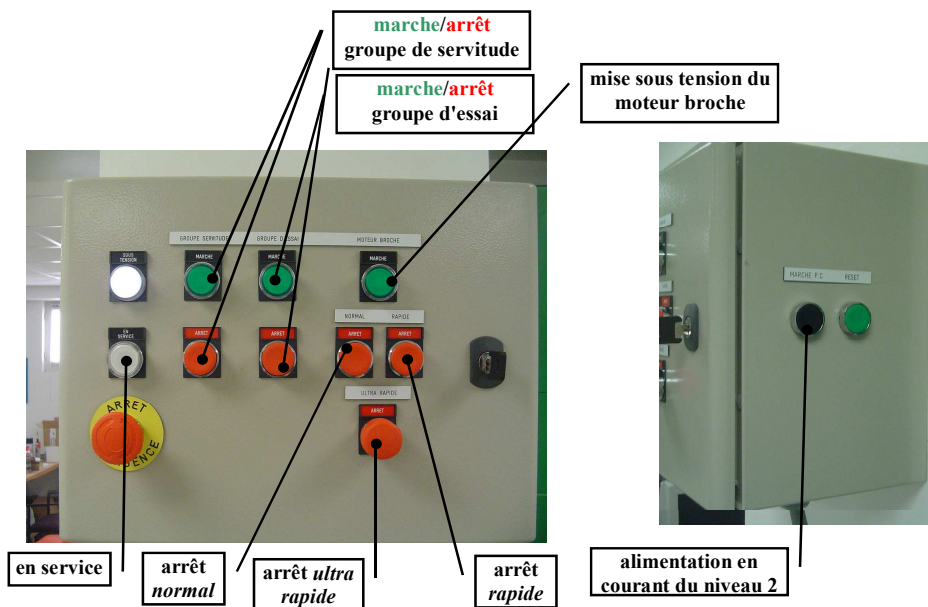 marche/arrêt
groupe de servitude
marche/arrêt
groupe d'essai
mise sous tension du
moteur broche
GROUPE SERVITUDE
GROUPE D'ESSAI
MOTEUR BROCHE
SOUS
TENSION
MARCHE
MARCHE
MARCHE
MARCHE P.C
RESET
NORMAL
RAPIDE
EN
SERVICE
ARRET
ARRET
ARRET
ARRET
ULTRA RAPIDE
ARRET
ARRET
en service
arrêt
normal
arrêt ultra
rapide
arrêt
rapide
alimentation en
courant du niveau 2